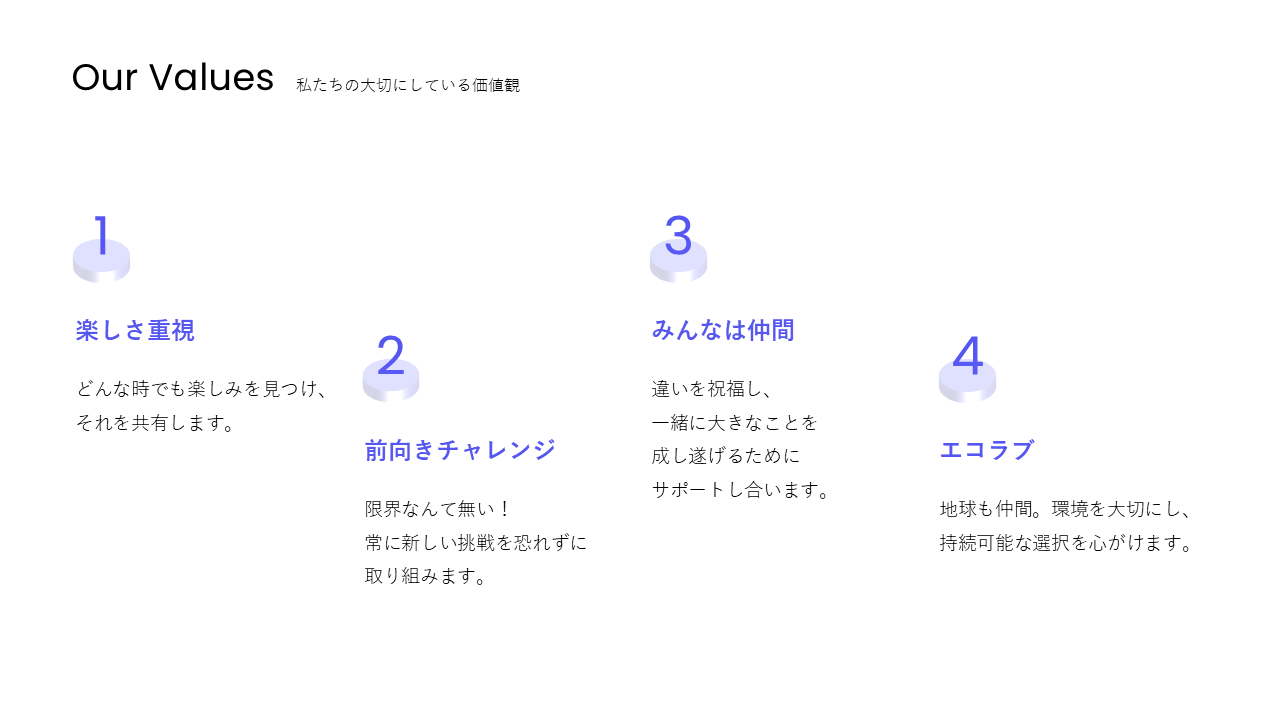 Our Values 私たちの大切にしている価値観
1
楽しさ重視
どんな時でも楽しみを見つけ、
それを共有します。
2
前向きチャレンジ
限界なんて無い！
常に新しい挑戦を恐れずに
取り組みます。
3
みんなは仲間
違いを祝福し、
一緒に大きなことを
成し遂げるために
サポートし合います。
4
エコラブ
地球も仲間。環境を大切にし、
持続可能な選択を心がけます。